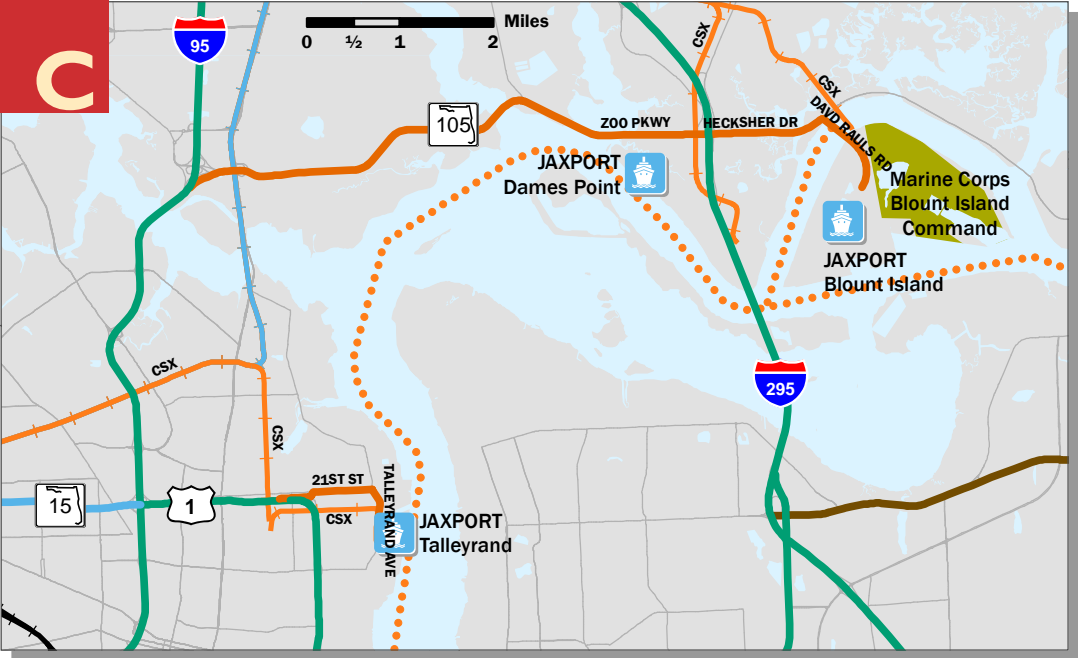 C
95
Miles
0 ½ 1 2
CSX
CSX
105
ZOO PKWY
HECKSHER DR
DAVD RAULS RD
JAXPORT
Dames Point
Marine Corps
Blount Island
Command
JAXPORT
Blount Island
CSX
295
CSX
21ST ST
TALLEYRAND AVE
15
1
CSX
JAXPORT
Talleyrand